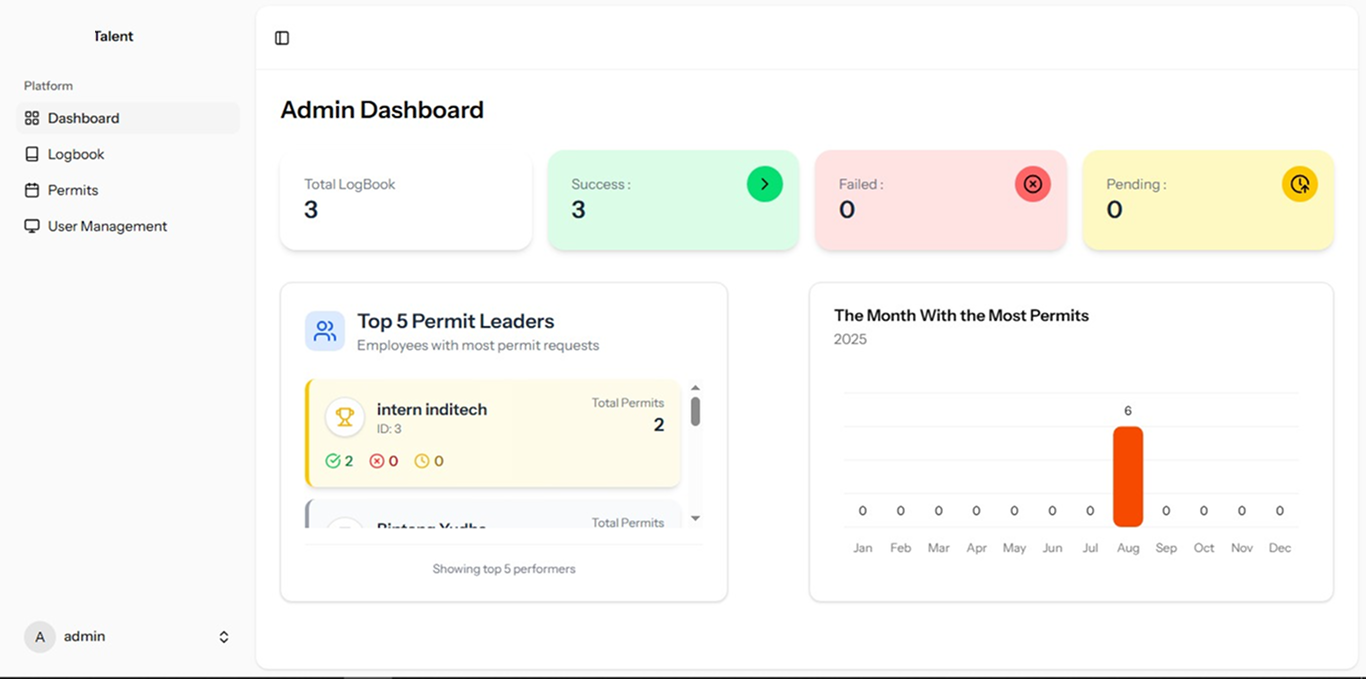 Talent
Platform
Dashboard
Logbook
Permits
User Management
A admin
Admin Dashboard
Total LogBook
3
Success :
3
Failed :
0
Pending :
0
Top 5 Permit Leaders
Employees with most permit requests
intern inditech
ID: 3
Total Permits
2
2 0 0
Total Permits
Showing top 5 performers
The Month With the Most Permits
2025
6
0 0 0 0 0 0 0 0 0 0 0
Jan Feb Mar Apr May Jun Jul Aug Sep Oct Nov Dec